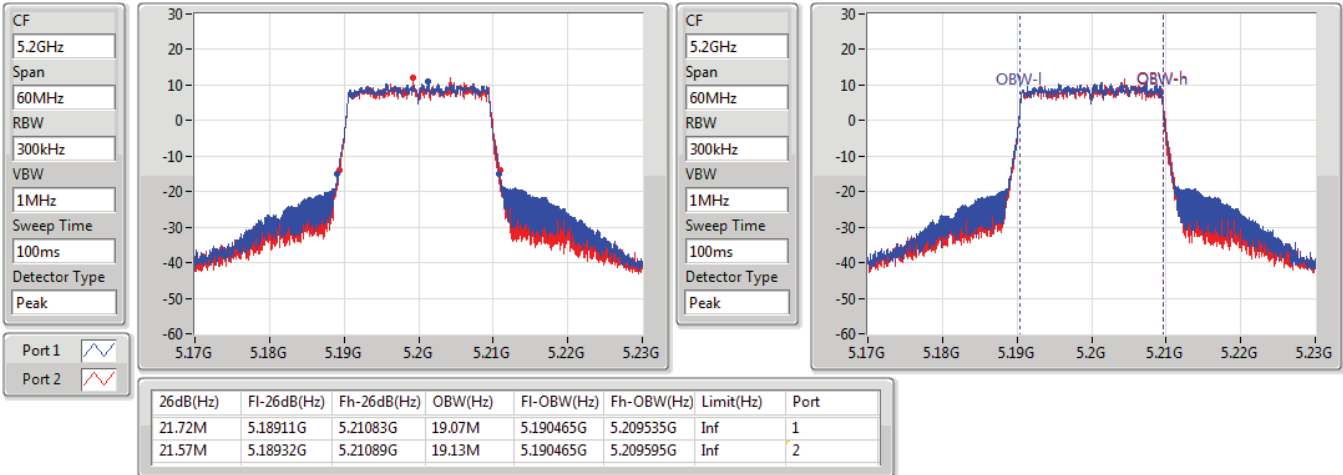 CF
5.2GHz
Span
60MHz
RBW
300kHz
VBW
1MHz
Sweep Time
100ms
Detector Type
Peak
Port 1
Port 2
30
20
10
0
-10
-20
-30
-40
-50
-60
5.17G 5.18G 5.19G 5.2G 5.21G 5.22G 5.23G
CF
5.2GHz
Span
60MHz
RBW
300kHz
VBW
1MHz
Sweep Time
100ms
Detector Type
Peak
30
20
10
0
-10
-20
-30
-40
-50
-60
OBW-l OBW-h
5.17G 5.18G 5.19G 5.2G 5.21G 5.22G 5.23G
26dB(Hz) Fl-26dB(Hz) Fh-26dB(Hz) OBW(Hz) Fl-OBW(Hz) Fh-OBW(Hz) Limit(Hz) Port
21.72M 5.18911G 5.21083G 19.07M 5.190465G 5.209535G Inf 1
21.57M 5.18932G 5.21089G 19.13M 5.190465G 5.209595G Inf 2